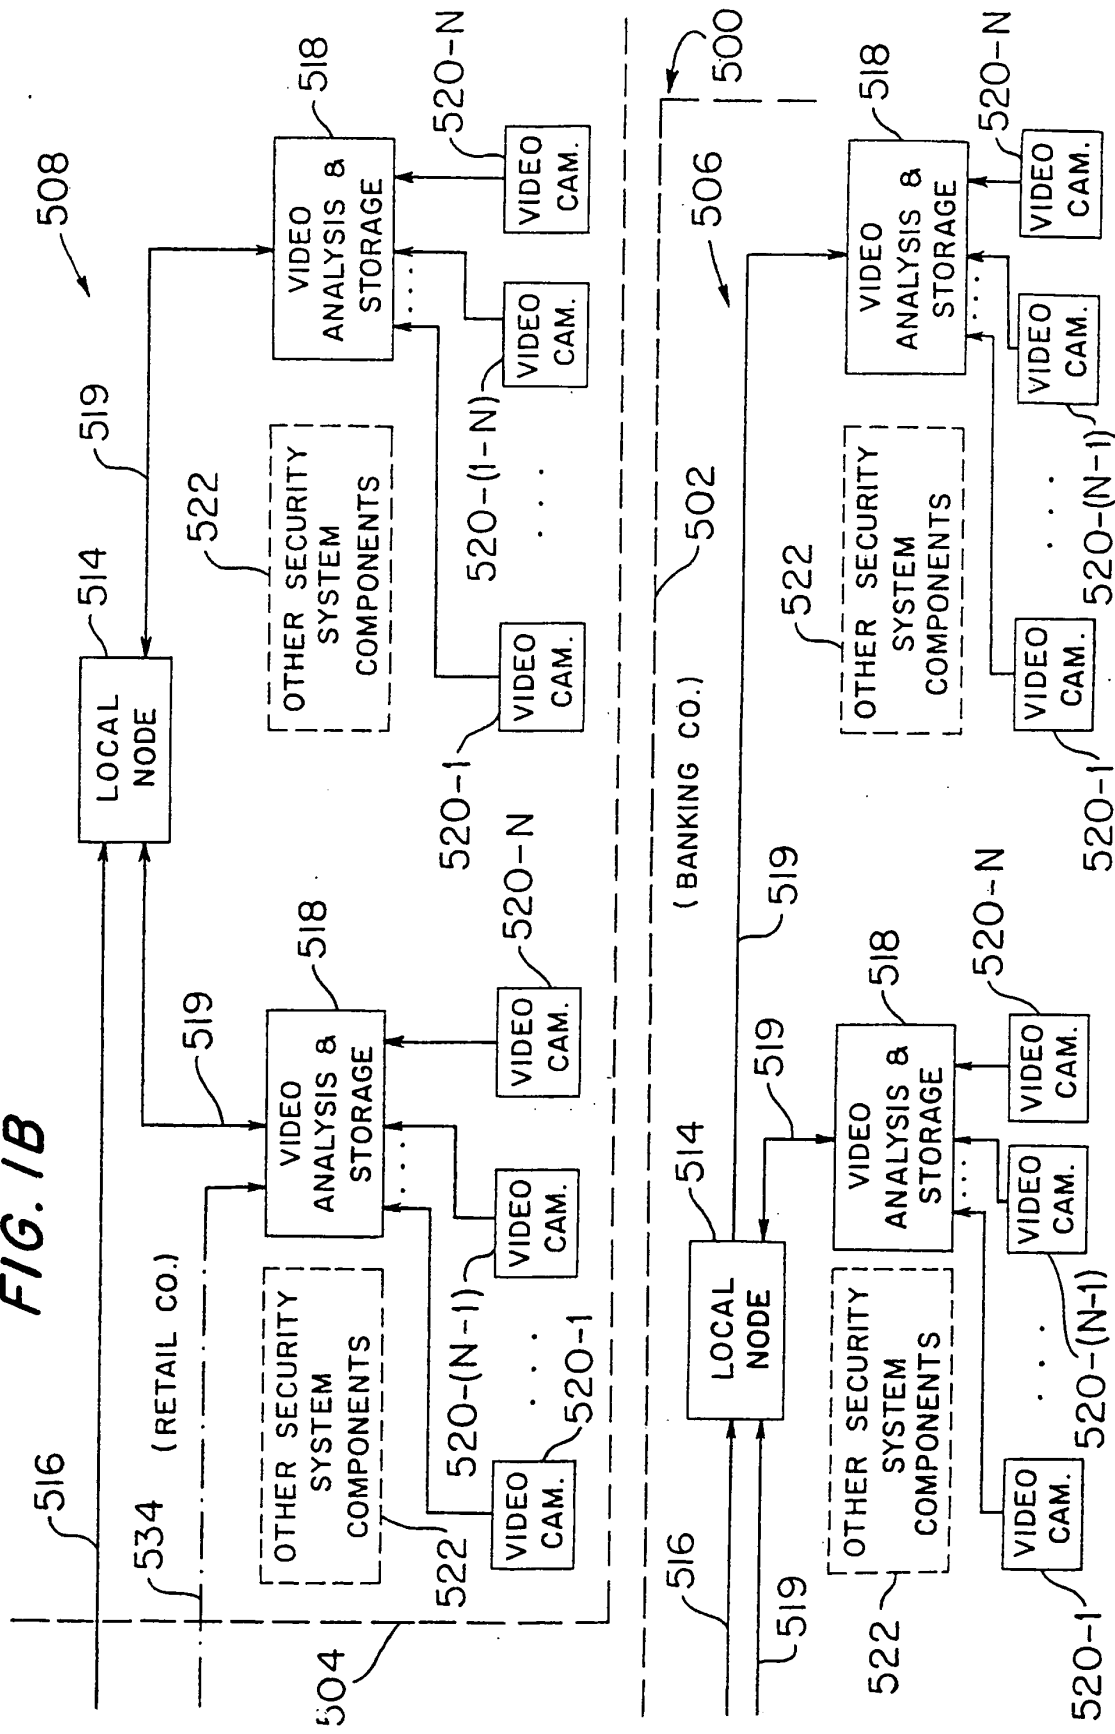 FIG. 1B
516
534
(RETAIL CO.)
504
514
LOCAL
NODE
519
519
508
518
VIDEO
ANALYSIS &
STORAGE
....
OTHER SECURITY
SYSTEM
COMPONENTS
522
520-(N-1)
VIDEO
CAM.
520-1
...
VIDEO
CAM.
VIDEO
CAM.
520-N
522
OTHER SECURITY
SYSTEM
COMPONENTS
518
VIDEO
ANALYSIS &
STORAGE
....
520-1
VIDEO
CAM.
520-(1-N)
...
VIDEO
CAM.
VIDEO
CAM.
520-N
502
500
(BANKING CO.)
506
516
519
514
LOCAL
NODE
519
519
518
VIDEO
ANALYSIS &
STORAGE
....
OTHER SECURITY
SYSTEM
COMPONENTS
522
VIDEO
CAM.
520-1
...
VIDEO
CAM.
520-(N-1)
VIDEO
CAM.
520-N
522
OTHER SECURITY
SYSTEM
COMPONENTS
518
VIDEO
ANALYSIS &
STORAGE
....
VIDEO
CAM.
520-1
...
VIDEO
CAM.
520-(N-1)
VIDEO
CAM.
520-N